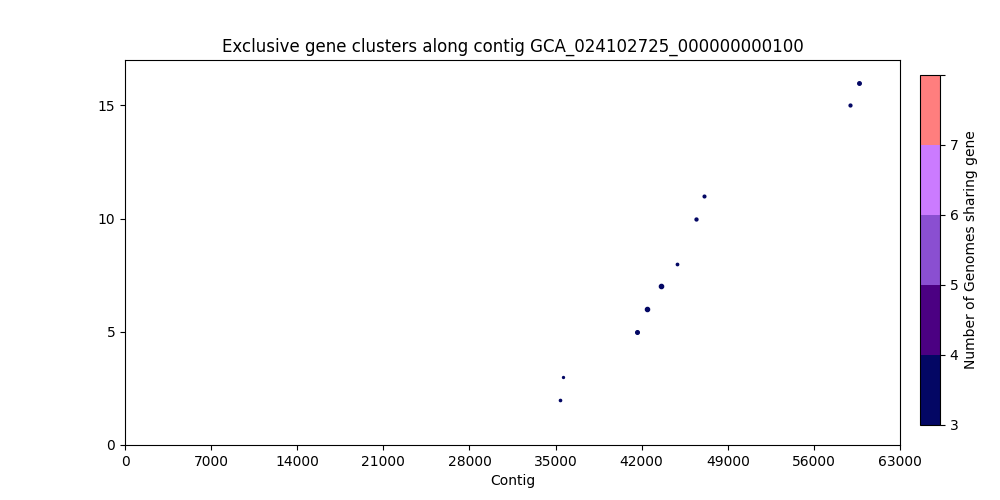 Exclusive gene clusters along contig GCA_024102725_000000000100
15
10
5
0
0 7000 14000 21000 28000 35000 42000 49000 56000 63000
Contig
7
6
5
4
3
Number of Genomes sharing gene